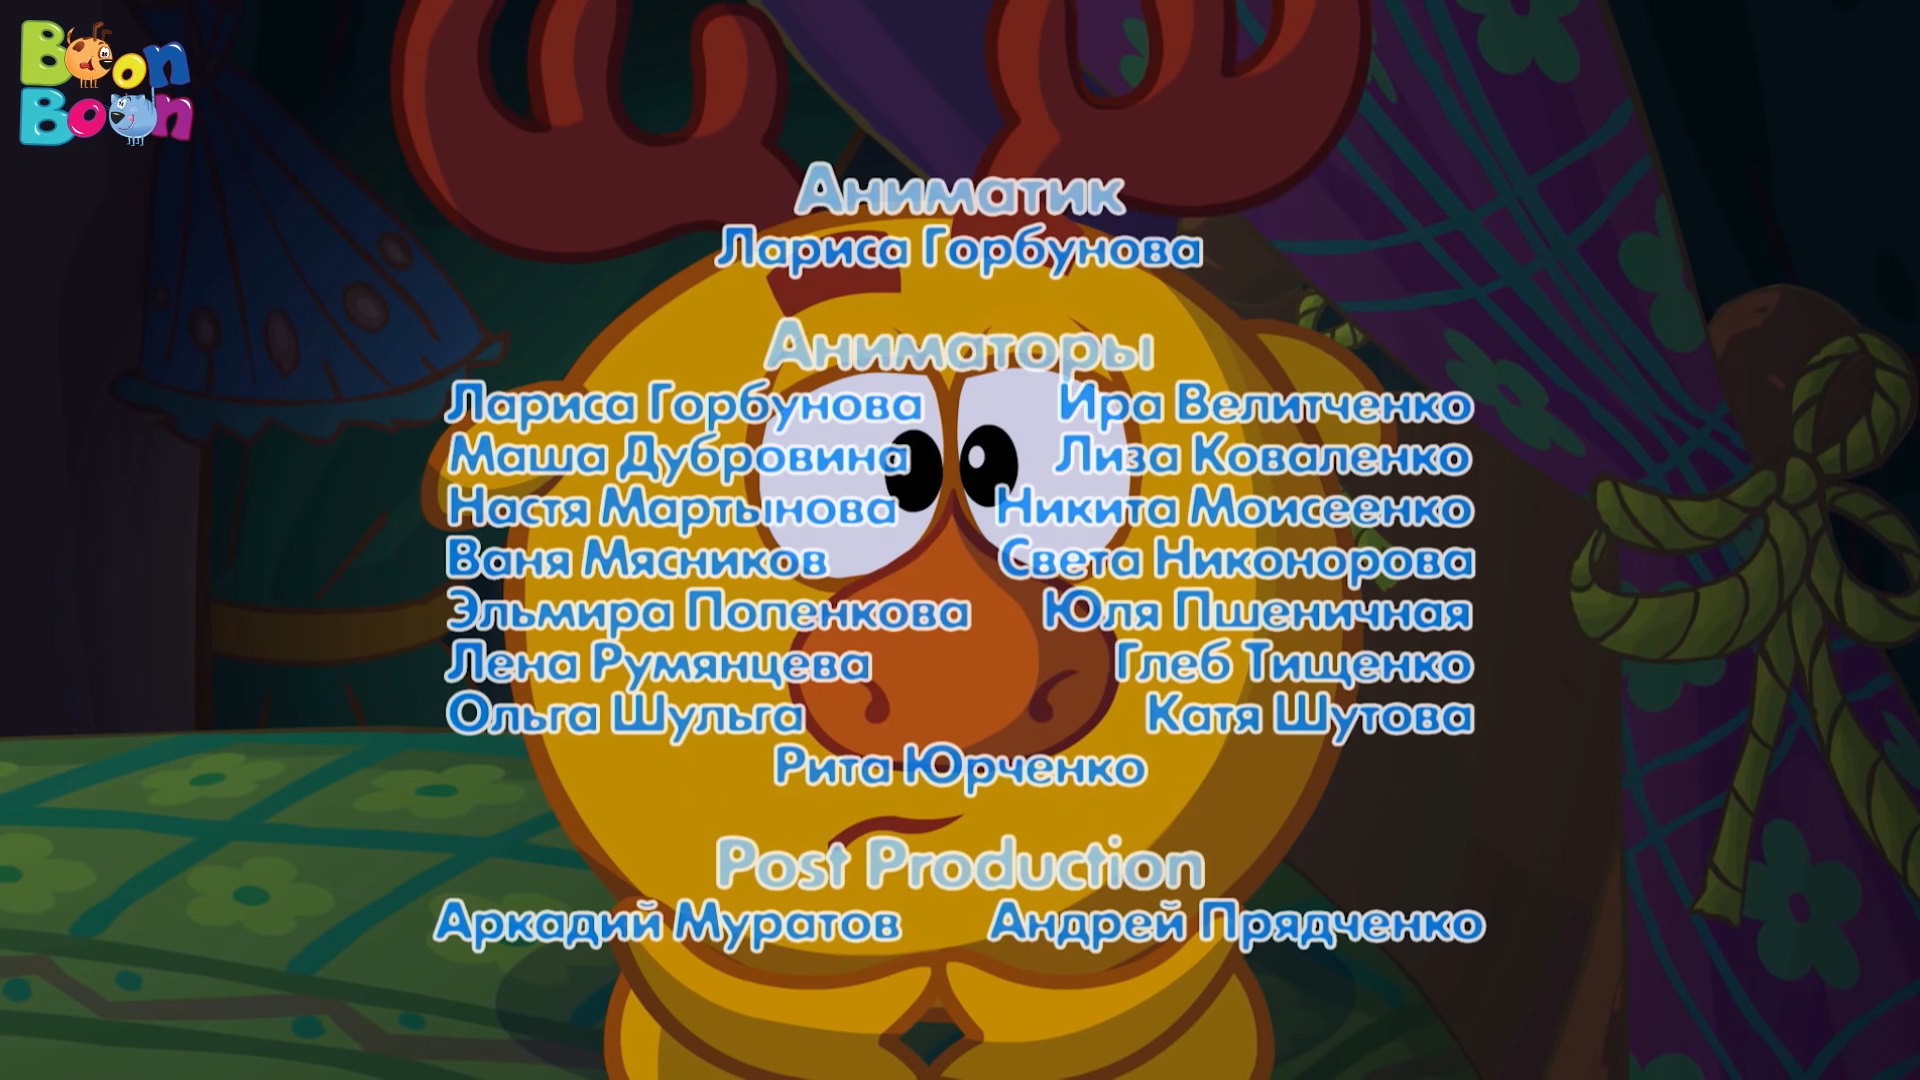 Boon
Boon
Аниматик
Лариса Горбунова
Аниматоры
Лариса Горбунова Ира Велитченко
Маша Дубровина Лиза Коваленко
Настя Мартынова Никита Моисеенко
Ваня Мясников Света Никонорова
Эльмира Попенкова Юля Пшеничная
Лена Румянцева Глеб Тищенко
Ольга Шульга Катя Шутова
Рита Юрченко
Post Production
Аркадий Муратов Андрей Прядченко